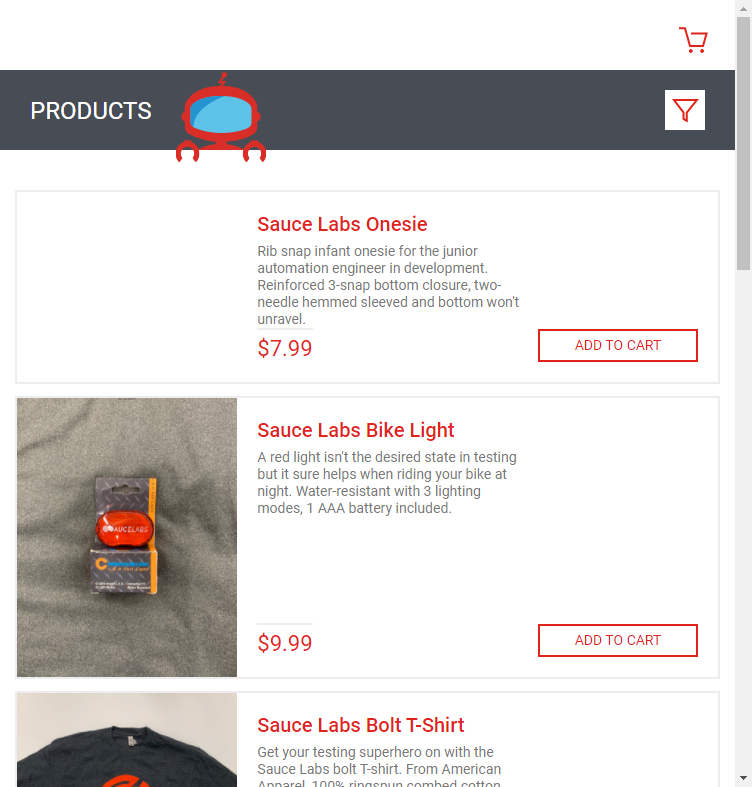 PRODUCTS
Sauce Labs Onesie
Rib snap infant onesie for the junior
automation engineer in development.
Reinforced 3-snap bottom closure, two-
needle hemmed sleeved and bottom won't
unravel.
$7.99
ADD TO CART
Sauce Labs Bike Light
A red light isn't the desired state in testing
but it sure helps when riding your bike at
night. Water-resistant with 3 lighting
modes, 1 AAA battery included.
SAUCELABS
$9.99
ADD TO CART
Sauce Labs Bolt T-Shirt
Get your testing superhero on with the
Sauce Labs bolt T-shirt. From American
Apparel, 100% ringspun combed cotton,